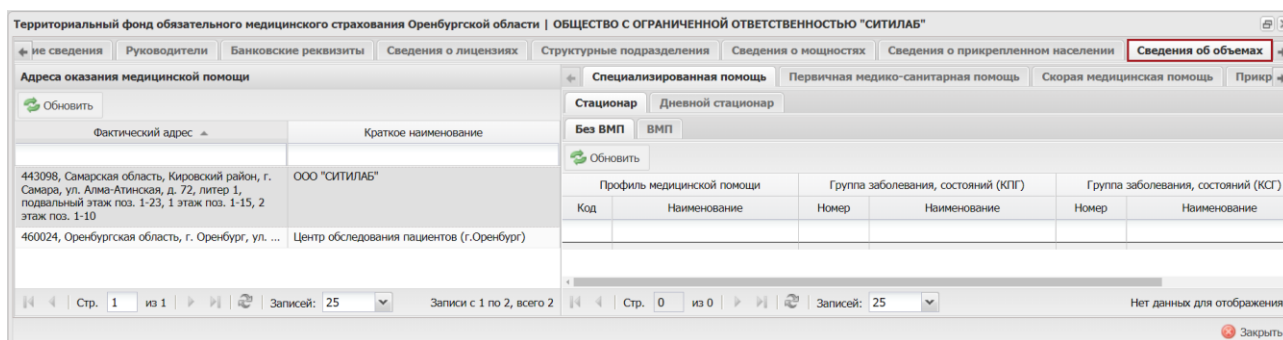 Территориальный фонд обязательного медицинского страхования Оренбургской области | ОБЩЕСТВО С ОГРАНИЧЕННОЙ ОТВЕТСТВЕННОСТЬЮ "СИТИЛАБ"
ие сведения Руководители Банковские реквизиты Сведения о лицензиях Структурные подразделения Сведения о мощностях Сведения о прикрепленном населении Сведения об объемах
Адреса оказания медицинской помощи
Обновить
Фактический адрес Краткое наименование
443098, Самарская область, Кировский район, г. ООО "СИТИЛАБ"
Самара, ул. Алма-Атинская, д. 72, литер 1,
подвальный этаж поз. 1-23, 1 этаж поз. 1-15, 2
этаж поз. 1-10
460024, Оренбургская область, г. Оренбург, ул. ... Центр обследования пациентов (г.Оренбург)
Стр. 1 из 1 Записей: 25 Записи с 1 по 2, всего 2
Специализированная помощь Первичная медико-санитарная помощь Скорая медицинская помощь Прикр
Стационар Дневной стационар
Без ВМП ВМП
Обновить
Профиль медицинской помощи Группа заболевания, состояний (КПГ) Группа заболевания, состояний (КСГ)
Код Наименование Номер Наименование Номер Наименование
Стр. 0 из 0 Записей: 25 Нет данных для отображения
Закрыть